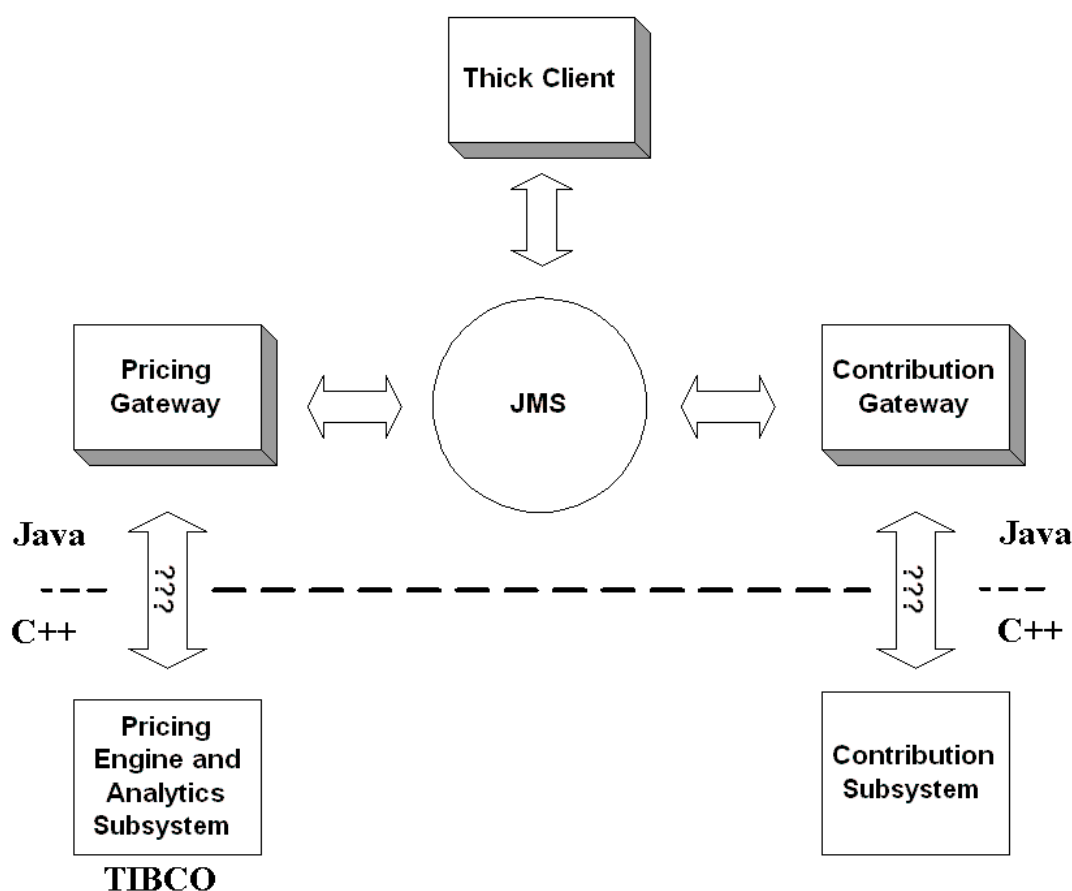 Thick Client
Pricing
Gateway
JMS
Contribution
Gateway
Java
Java
???
???
C++
C++
Pricing
Engine and
Analytics
Subsystem
Contribution
Subsystem
TIBCO